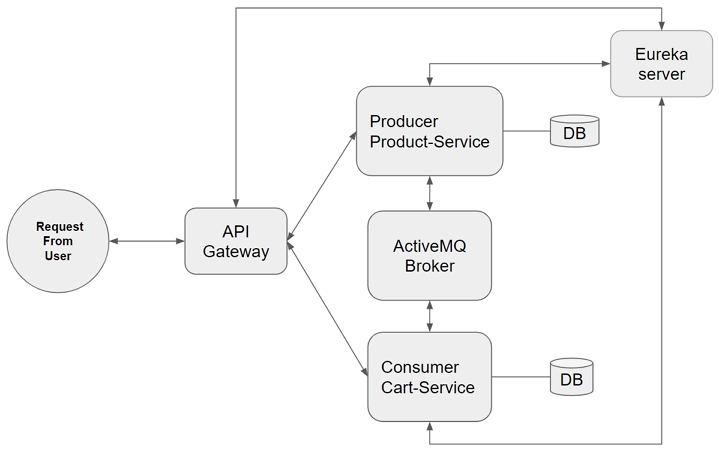 Eureka
server
Producer
Product-Service
DB
Request
From
User
API
Gateway
ActiveMQ
Broker
Consumer
Cart-Service
DB